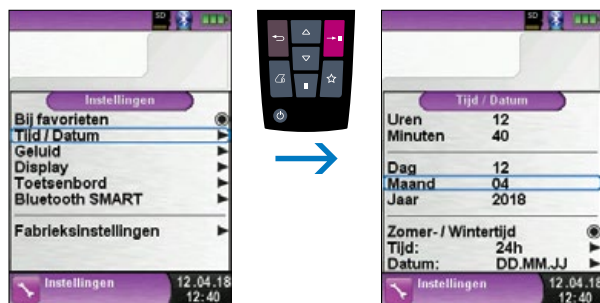 SD
Instellingen
Bij favorieten
Tijd / Datum
Geluid
Display
Toetsenbord
Bluetooth SMART
Fabrieksinstellingen
Instellingen
12.04.18
12:40
SD
Tijd / Datum
Uren 12
Minuten 40
Dag 12
Maand 04
Jaar 2018
Zomer- / Wintertijd
Tijd: 24h
Datum: DD.MM.JJ
Instellingen
12.04.18
12:40